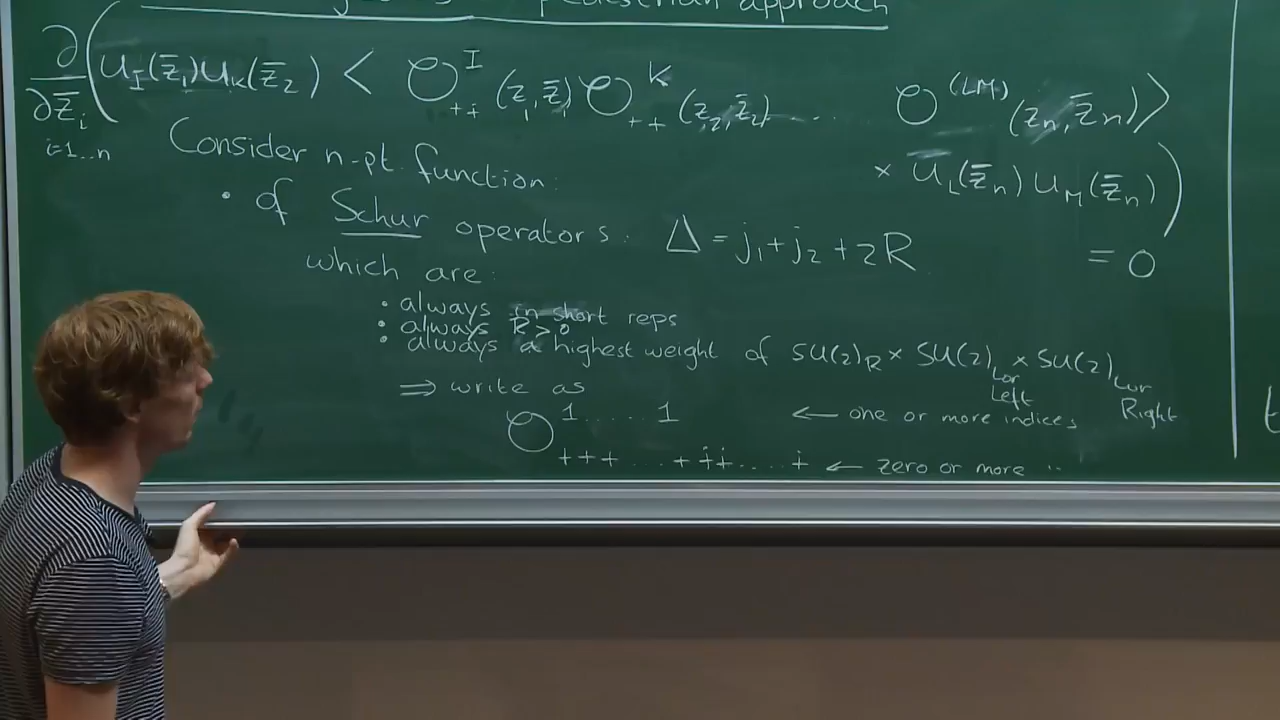 pedestrian approach
∂/∂z̄_i ( u_I(z̄_1) u_K(z̄_2) < O^I_{+ +̇} (z_1, z̄_1) O^K_{+ +} (z_2, z̄_2) ..... O^{(LM)} (z_n, z̄_n) >
i=1..n
× u_L(z̄_n) u_M(z̄_n) )
= 0
Consider n-pt. function:
• of Schur operators: Δ = j_1 + j_2 + 2R
which are:
• always in short reps
• always R > 0
• always a highest weight of SU(2)_R × SU(2)_{Lor Left} × SU(2)_{Lor Right}
⇒ write as
O^{1.....1} ← one or more indices
+++ ... + +̇+̇ .... +̇ ← zero or more "